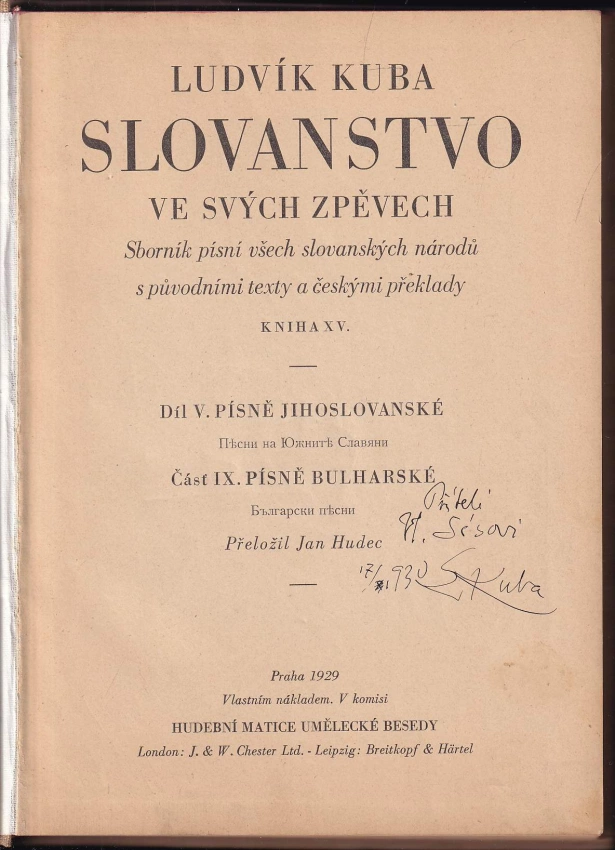 LUDVÍK KUBA
SLOVANSTVO
VE SVÝCH ZPĚVECH
Sborník písní všech slovanských národů
s původními texty a českými překlady
KNIHA XV.
Díl V. PÍSNĚ JIHOSLOVANSKÉ
Пѣсни на Южнитѣ Славяни
Část IX. PÍSNĚ BULHARSKÉ
Български пѣсни
Přeložil Jan Hudec
Příteli
Sísovi
1930 L Kuba
Praha 1929
Vlastním nákladem. V komisi
HUDEBNÍ MATICE UMĚLECKÉ BESEDY
London: J. & W. Chester Ltd. - Leipzig: Breitkopf & Härtel